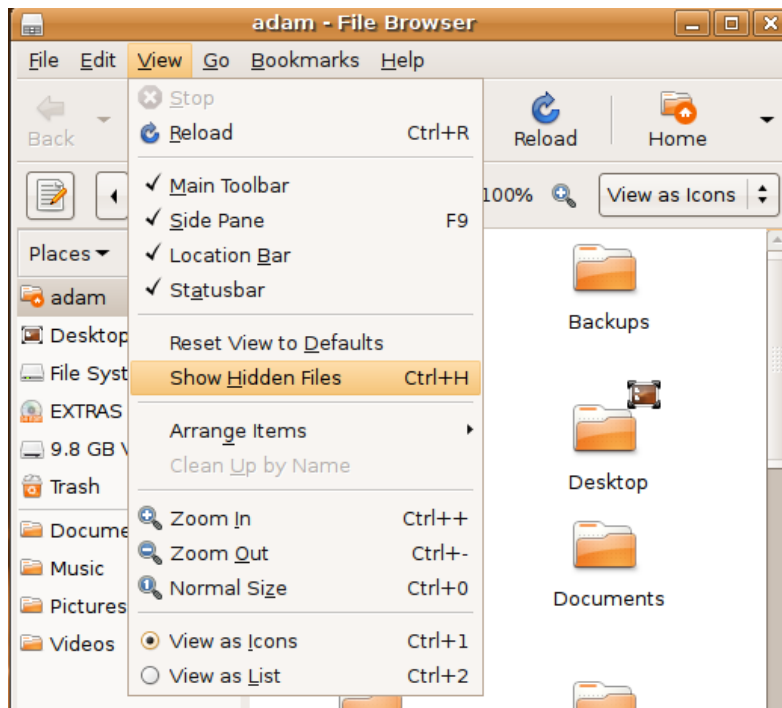 adam - File Browser
File Edit View Go Bookmarks Help
Back
Stop
Reload Ctrl+R
Main Toolbar
Side Pane F9
Location Bar
Statusbar
Reset View to Defaults
Show Hidden Files Ctrl+H
Arrange Items
Clean Up by Name
Zoom In Ctrl++
Zoom Out Ctrl+-
Normal Size Ctrl+0
View as Icons Ctrl+1
View as List Ctrl+2
Reload Home
100% View as Icons
Places
adam
Desktop
File Syst
EXTRAS
9.8 GB
Trash
Docume
Music
Pictures
Videos
Backups
Desktop
Documents